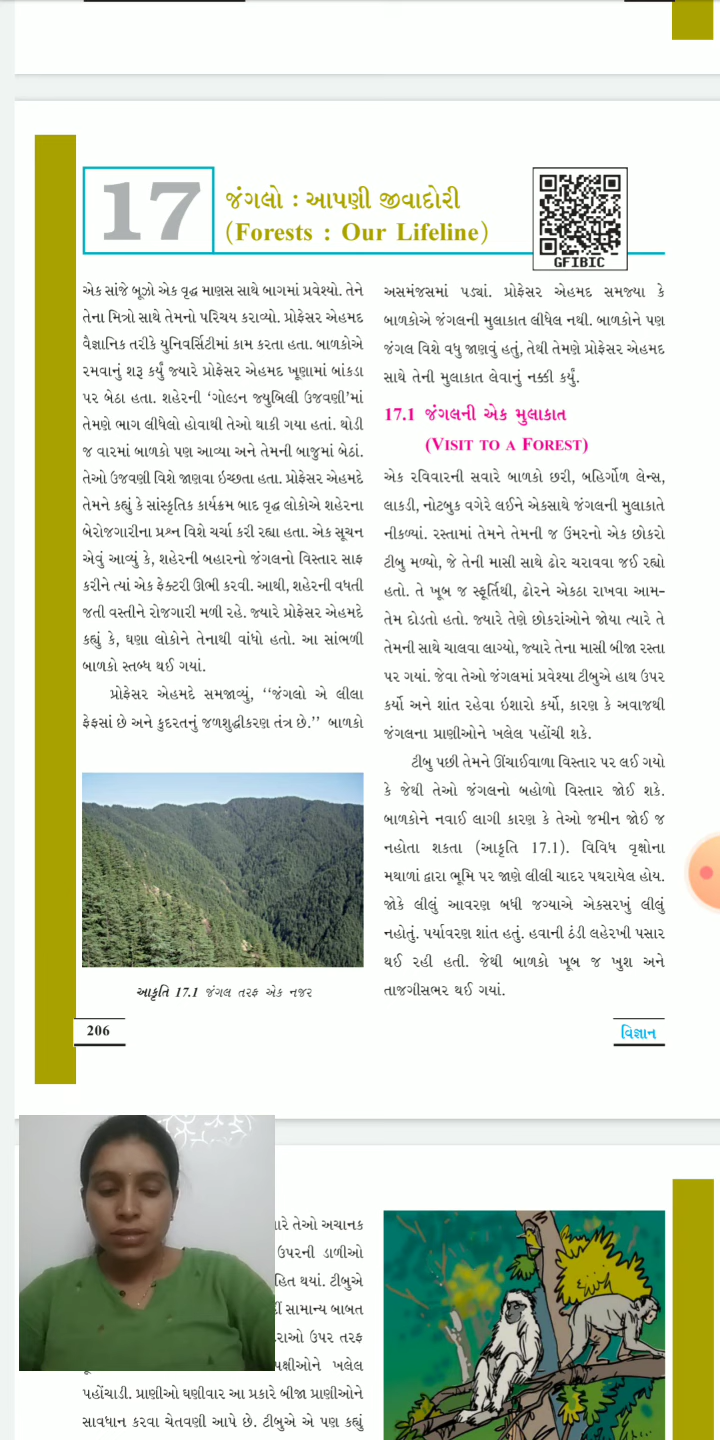 17
જંગલો : આપણી જીવાદોરી
(Forests : Our Lifeline)
GFIBIC
એક સાંજે બૂઝો એક વૃદ્ધ માણસ સાથે બાગમાં પ્રવેશ્યો. તેને
તેના મિત્રો સાથે તેમનો પરિચય કરાવ્યો. પ્રોફેસર એહમદ
વૈજ્ઞાનિક તરીકે યુનિવર્સિટીમાં કામ કરતા હતા. બાળકોએ
રમવાનું શરૂ કર્યું જ્યારે પ્રોફેસર એહમદ ખૂણામાં બાંકડા
પર બેઠા હતા. શહેરની ‘ગોલ્ડન જ્યુબિલી ઉજવણી’માં
તેમણે ભાગ લીધેલો હોવાથી તેઓ થાકી ગયા હતાં. થોડી
જ વારમાં બાળકો પણ આવ્યા અને તેમની બાજુમાં બેઠાં.
તેઓ ઉજવણી વિશે જાણવા ઇચ્છતા હતા. પ્રોફેસર એહમદે
તેમને કહ્યું કે સાંસ્કૃતિક કાર્યક્રમ બાદ વૃદ્ધ લોકોએ શહેરના
બેરોજગારીના પ્રશ્ન વિશે ચર્ચા કરી રહ્યા હતા. એક સૂચન
એવું આવ્યું કે, શહેરની બહારનો જંગલનો વિસ્તાર સાફ
કરીને ત્યાં એક ફેક્ટરી ઊભી કરવી. આથી, શહેરની વધતી
જતી વસ્તીને રોજગારી મળી રહે. જ્યારે પ્રોફેસર એહમદે
કહ્યું કે, ઘણા લોકોને તેનાથી વાંધો હતો. આ સાંભળી
બાળકો સ્તબ્ધ થઈ ગયાં.
પ્રોફેસર એહમદે સમજાવ્યું, ‘‘જંગલો એ લીલા
ફેફસાં છે અને કુદરતનું જળશુદ્ધીકરણ તંત્ર છે.’’ બાળકો
આકૃતિ 17.1 જંગલ તરફ એક નજર
અસમંજસમાં પડ્યાં. પ્રોફેસર એહમદ સમજ્યા કે
બાળકોએ જંગલની મુલાકાત લીધેલ નથી. બાળકોને પણ
જંગલ વિશે વધુ જાણવું હતું, તેથી તેમણે પ્રોફેસર એહમદ
સાથે તેની મુલાકાત લેવાનું નક્કી કર્યું.
17.1 જંગલની એક મુલાકાત
(VISIT TO A FOREST)
એક રવિવારની સવારે બાળકો છરી, બહિર્ગોળ લેન્સ,
લાકડી, નોટબુક વગેરે લઈને એકસાથે જંગલની મુલાકાતે
નીકળ્યાં. રસ્તામાં તેમને તેમની જ ઉંમરનો એક છોકરો
ટીબુ મળ્યો, જે તેની માસી સાથે ઢોર ચરાવવા જઈ રહ્યો
હતો. તે ખૂબ જ સ્ફૂર્તિથી, ઢોરને એકઠા રાખવા આમ-
તેમ દોડતો હતો. જ્યારે તેણે છોકરાંઓને જોયા ત્યારે તે
તેમની સાથે ચાલવા લાગ્યો, જ્યારે તેના માસી બીજા રસ્તા
પર ગયાં. જેવા તેઓ જંગલમાં પ્રવેશ્યા ટીબુએ હાથ ઉપર
કર્યો અને શાંત રહેવા ઇશારો કર્યો, કારણ કે અવાજથી
જંગલના પ્રાણીઓને ખલેલ પહોંચી શકે.
ટીબુ પછી તેમને ઊંચાઈવાળા વિસ્તાર પર લઈ ગયો
કે જેથી તેઓ જંગલનો બહોળો વિસ્તાર જોઈ શકે.
બાળકોને નવાઈ લાગી કારણ કે તેઓ જમીન જોઈ જ
નહોતા શકતા (આકૃતિ 17.1). વિવિધ વૃક્ષોના
મથાળાં દ્વારા ભૂમિ પર જાણે લીલી ચાદર પથરાયેલ હોય.
જોકે લીલું આવરણ બધી જગ્યાએ એકસરખું લીલું
નહોતું. પર્યાવરણ શાંત હતું. હવાની ઠંડી લહેરખી પસાર
થઈ રહી હતી. જેથી બાળકો ખૂબ જ ખુશ અને
તાજગીસભર થઈ ગયાં.
206
વિજ્ઞાન
તેઓ અચાનક
ઉપરની ડાળીઓ
થયાં. ટીબુએ
સામાન્ય બાબત
ઉપર તરફ
ખલેલ
પહોંચાડી. પ્રાણીઓ ઘણીવાર આ પ્રકારે બીજા પ્રાણીઓને
સાવધાન કરવા ચેતવણી આપે છે. ટીબુએ એ પણ કહ્યું